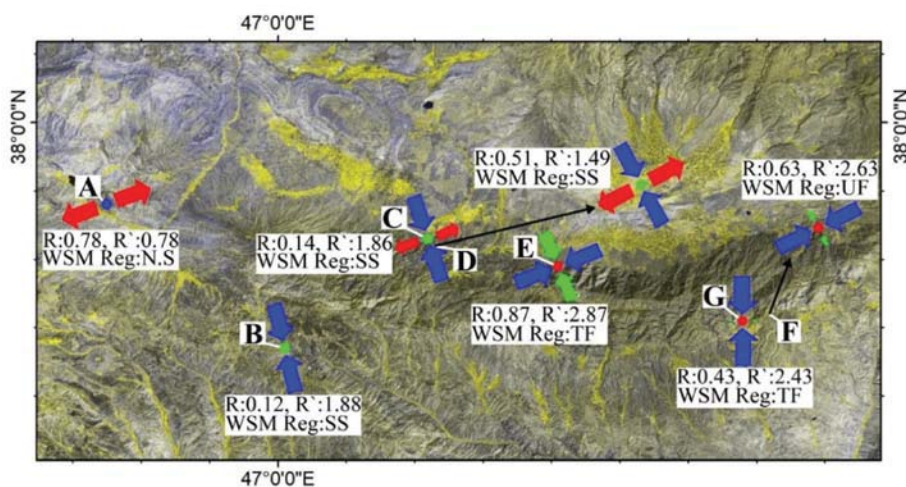 47°0'0"E
38°0'0"N
38°0'0"N
R:0.51, R`:1.49
WSM Reg:SS
R:0.63, R`:2.63
WSM Reg:UF
A
R:0.78, R`:0.78
WSM Reg:N.S
C
R:0.14, R`:1.86
WSM Reg:SS
D
E
R:0.87, R`:2.87
WSM Reg:TF
G
F
B
R:0.43, R`:2.43
WSM Reg:TF
R:0.12, R`:1.88
WSM Reg:SS
47°0'0"E